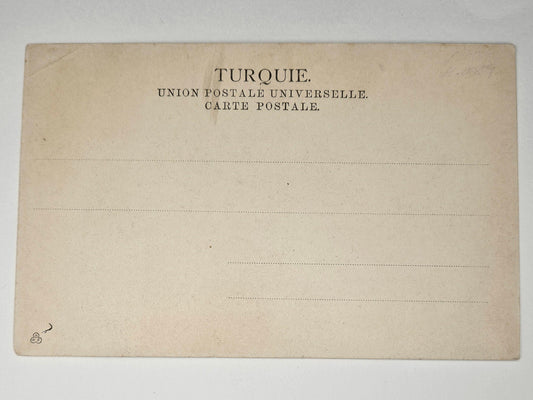 TURQUIE.
UNION POSTALE UNIVERSELLE.
CARTE POSTALE.